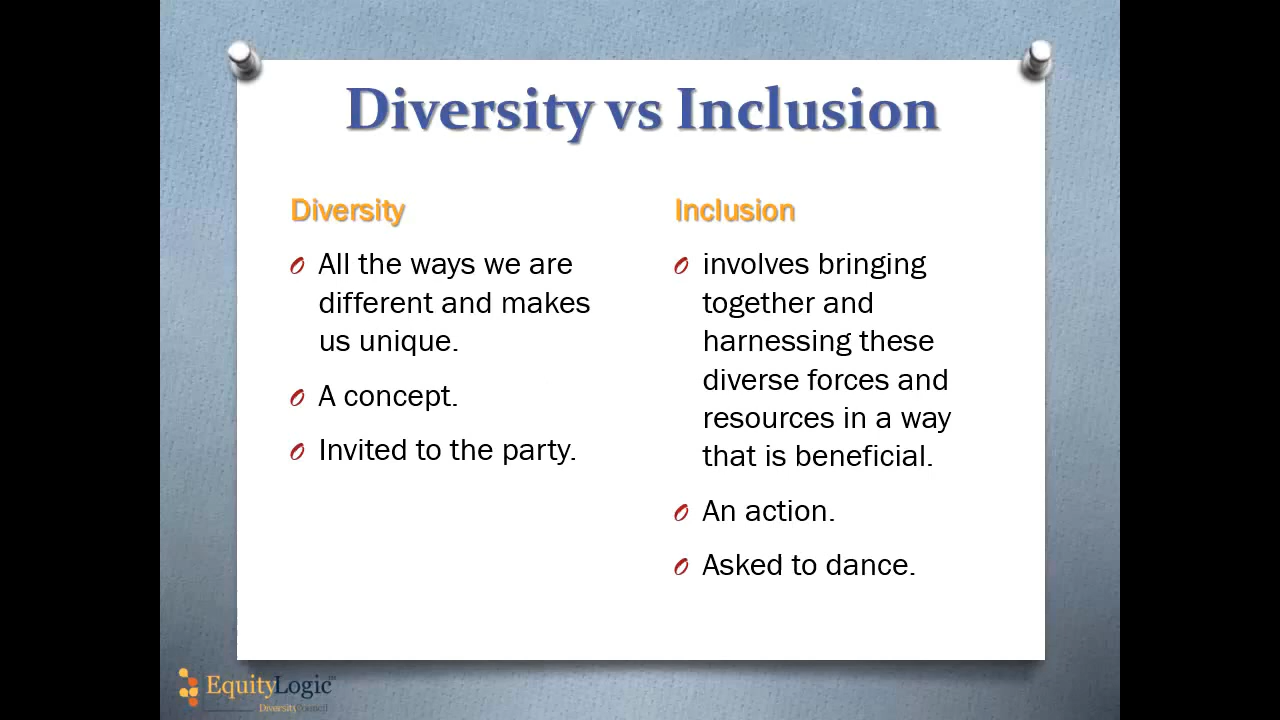 Diversity vs Inclusion
Diversity
All the ways we are
different and makes
us unique.
A concept.
Invited to the party.
Inclusion
involves bringing
together and
harnessing these
diverse forces and
resources in a way
that is beneficial.
An action.
Asked to dance.
EquityLogic
DiversityCouncil